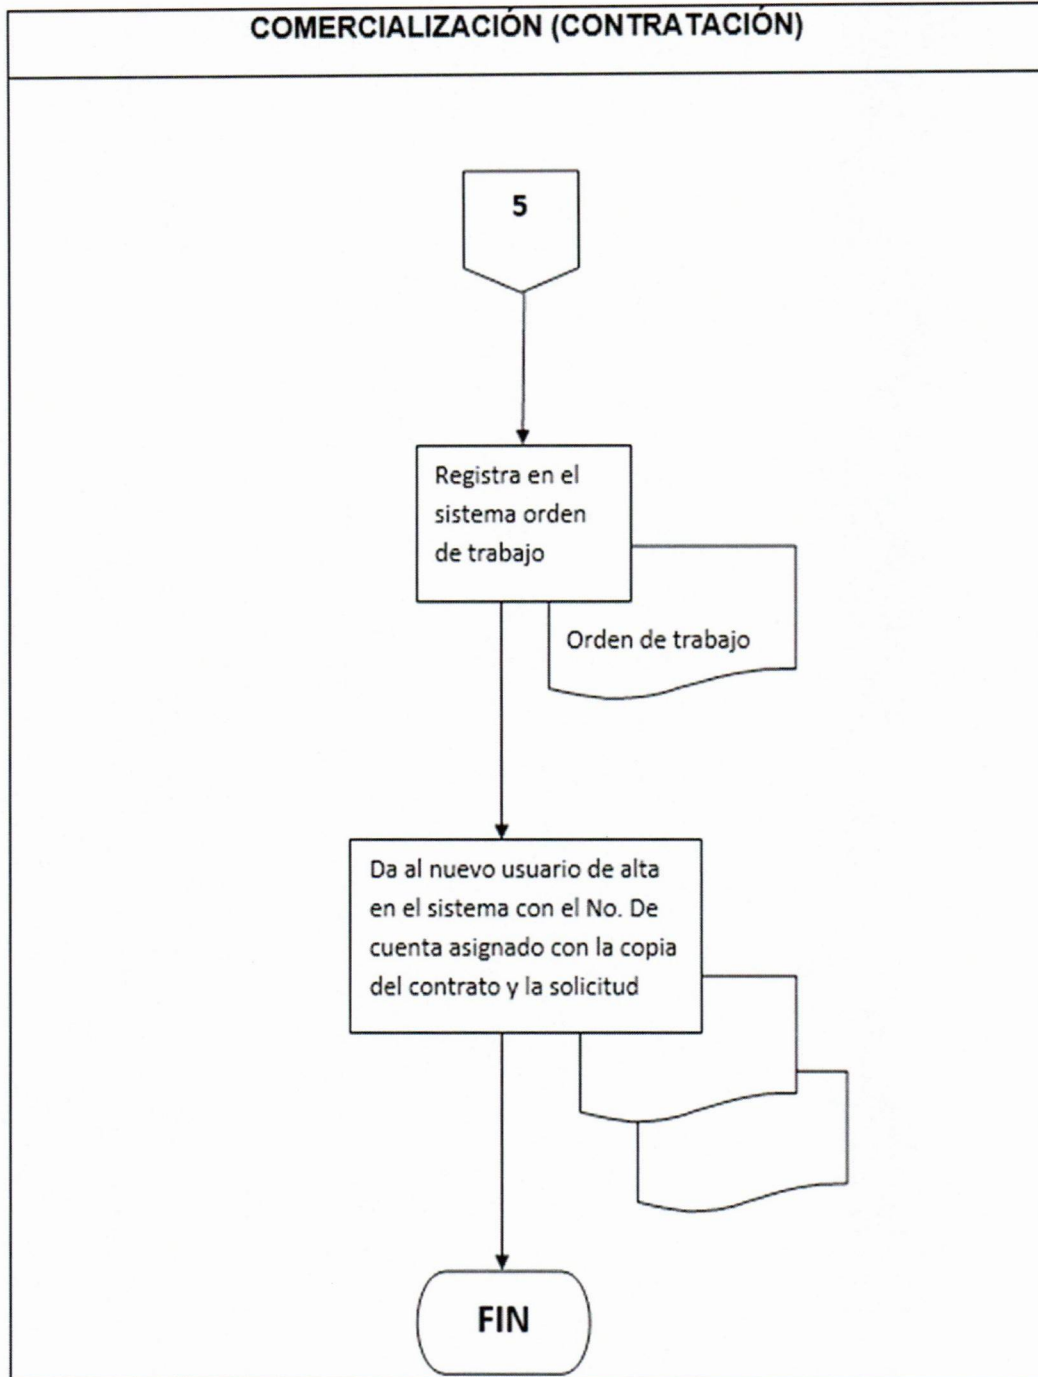 COMERCIALIZACIÓN (CONTRATACIÓN)
5
Registra en el
sistema orden
de trabajo
Orden de trabajo
Da al nuevo usuario de alta
en el sistema con el No. De
cuenta asignado con la copia
del contrato y la solicitud
FIN